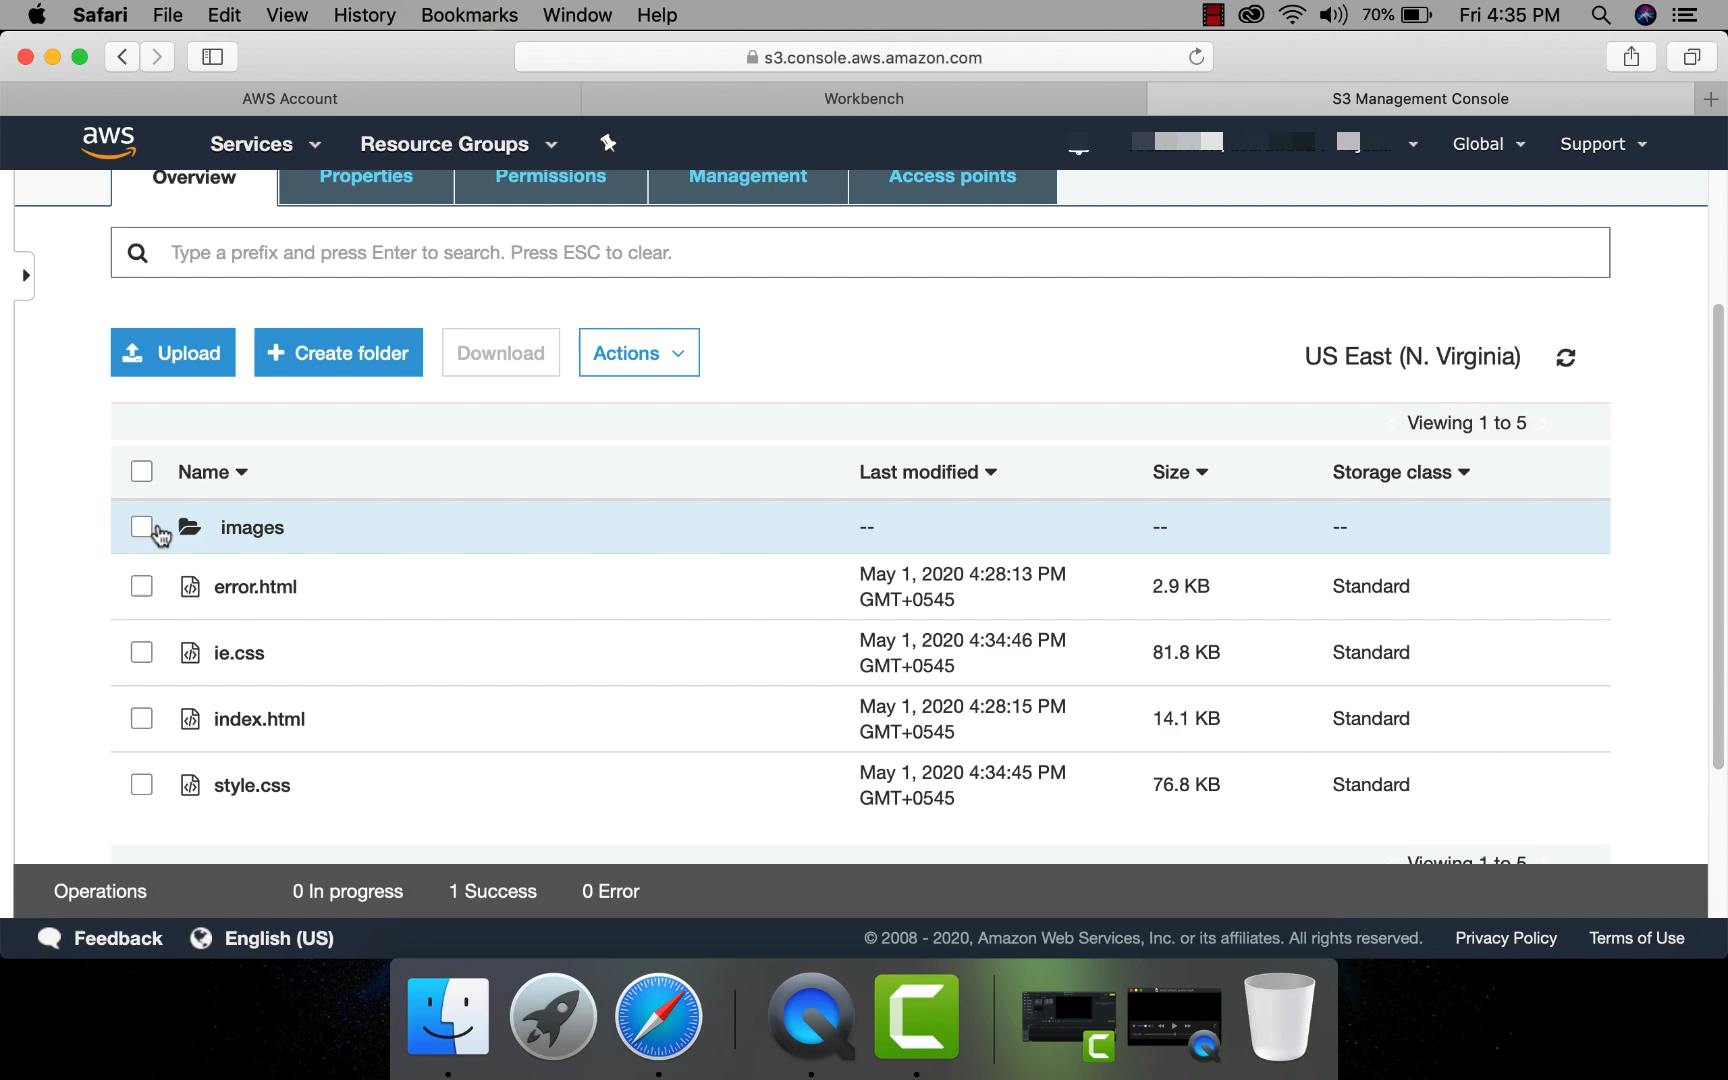 Safari File Edit View History Bookmarks Window Help 70% Fri 4:35 PM
s3.console.aws.amazon.com
AWS Account Workbench S3 Management Console
aws Services Resource Groups Global Support
Overview Properties Permissions Management Access points
Type a prefix and press Enter to search. Press ESC to clear.
Upload Create folder Download Actions US East (N. Virginia)
Viewing 1 to 5
Name Last modified Size Storage class
images -- -- --
error.html May 1, 2020 4:28:13 PM 2.9 KB Standard
GMT+0545
ie.css May 1, 2020 4:34:46 PM 81.8 KB Standard
GMT+0545
index.html May 1, 2020 4:28:15 PM 14.1 KB Standard
GMT+0545
style.css May 1, 2020 4:34:45 PM 76.8 KB Standard
GMT+0545
Viewing 1 to 5
Operations 0 In progress 1 Success 0 Error
Feedback English (US) © 2008 - 2020, Amazon Web Services, Inc. or its affiliates. All rights reserved. Privacy Policy Terms of Use